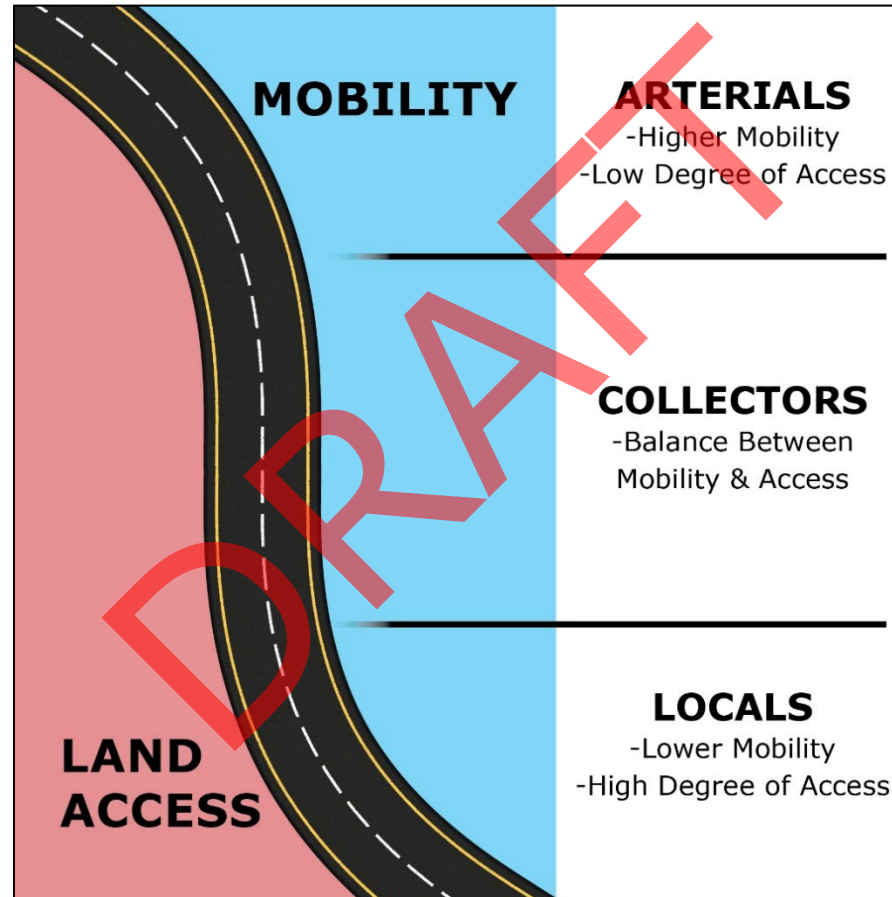 MOBILITY
ARTERIALS
-Higher Mobility
-Low Degree of Access
COLLECTORS
-Balance Between
Mobility & Access
LOCALS
-Lower Mobility
-High Degree of Access
LAND
ACCESS
DRAFT